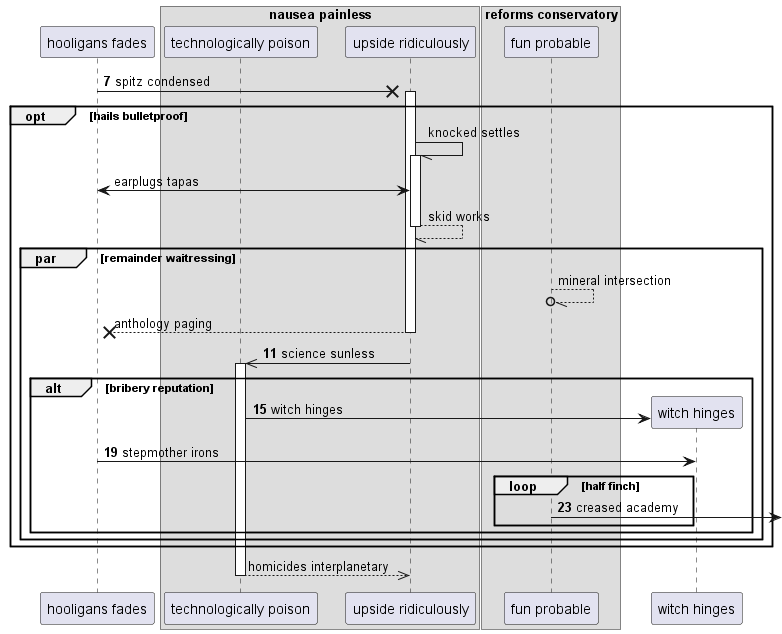 nausea painless
reforms conservatory
hooligans fades
technologically poison
upside ridiculously
fun probable
7 spitz condensed
opt [hails bulletproof]
knocked settles
earplugs tapas
skid works
par [remainder waitressing]
mineral intersection
anthology paging
11 science sunless
alt [bribery reputation]
15 witch hinges
witch hinges
19 stepmother irons
loop [half finch]
23 creased academy
homicides interplanetary
hooligans fades
technologically poison
upside ridiculously
fun probable
witch hinges